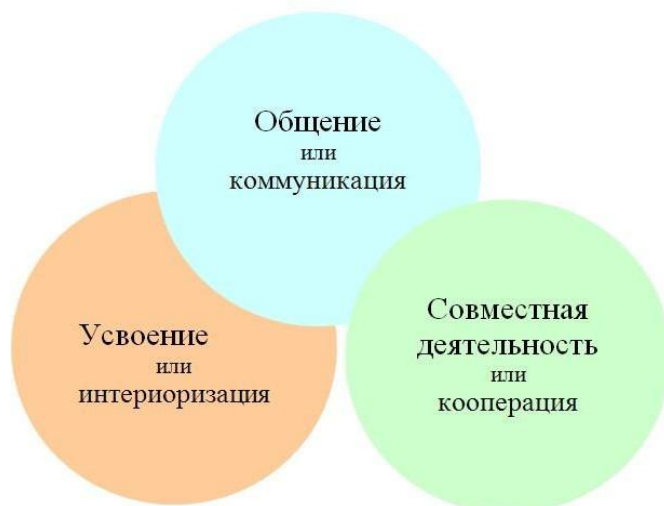 Общение
или
коммуникация
Усвоение
или
интериоризация
Совместная
деятельность
или
кооперация